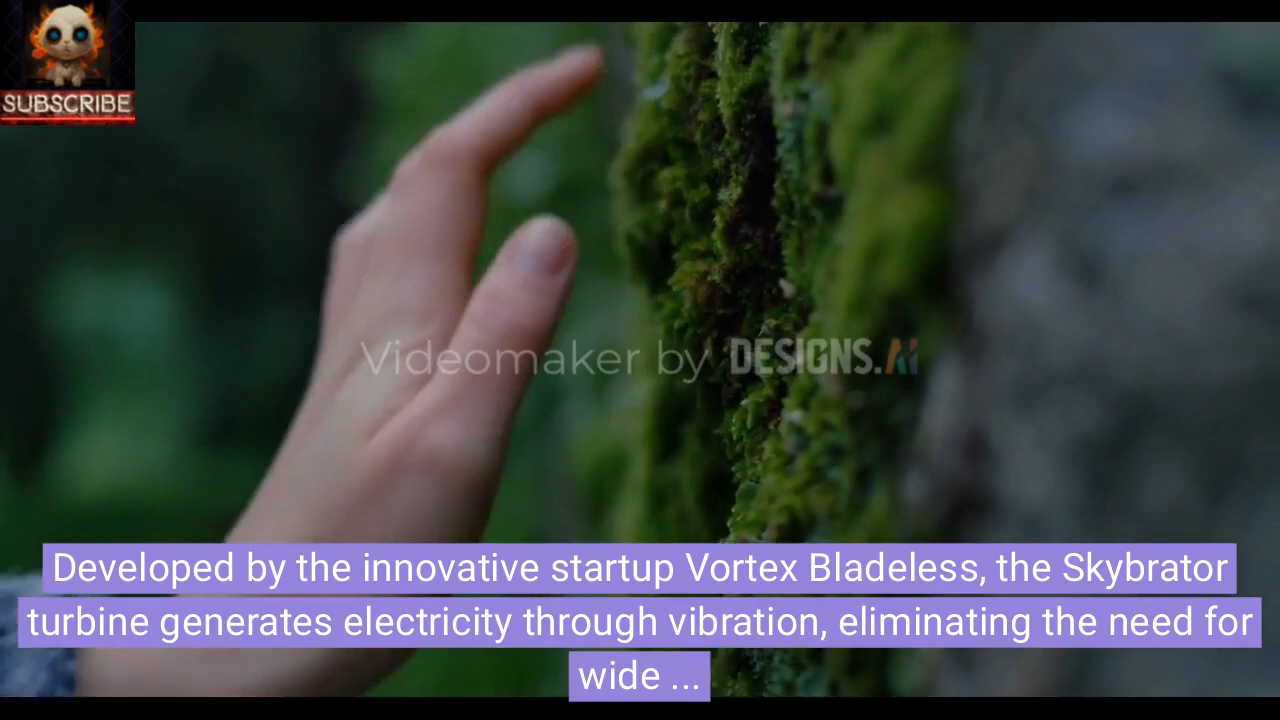 SUBSCRIBE
Videomaker by DESIGNS.AI
Developed by the innovative startup Vortex Bladeless, the Skybrator
turbine generates electricity through vibration, eliminating the need for
wide ...